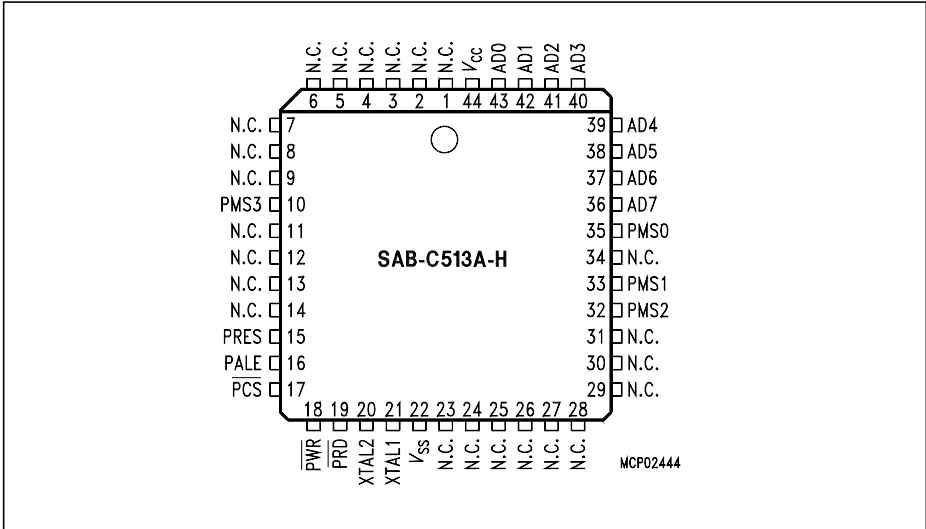 N.C. N.C. N.C. N.C. N.C. N.C. VCC AD0 AD1 AD2 AD3
6 5 4 3 2 1 44 43 42 41 40
N.C. 7 39 AD4
N.C. 8 38 AD5
N.C. 9 37 AD6
PMS3 10 36 AD7
N.C. 11 35 PMS0
N.C. 12 34 N.C.
SAB-C513A-H
N.C. 13 33 PMS1
N.C. 14 32 PMS2
PRES 15 31 N.C.
PALE 16 30 N.C.
PCS 17 29 N.C.
18 19 20 21 22 23 24 25 26 27 28
PWR PRD XTAL2 XTAL1 VSS N.C. N.C. N.C. N.C. N.C. N.C.
MCP02444